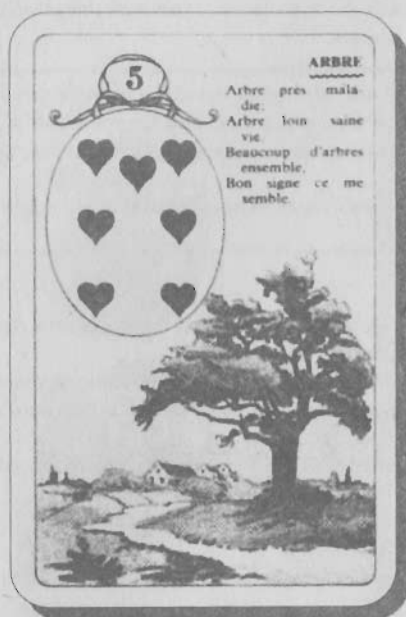 5
ARBRE
Arbre pres mala-
die;
Arbre loin saine
vie.
Beaucoup d'arbres
ensemble,
Bon signe ce me
semble.